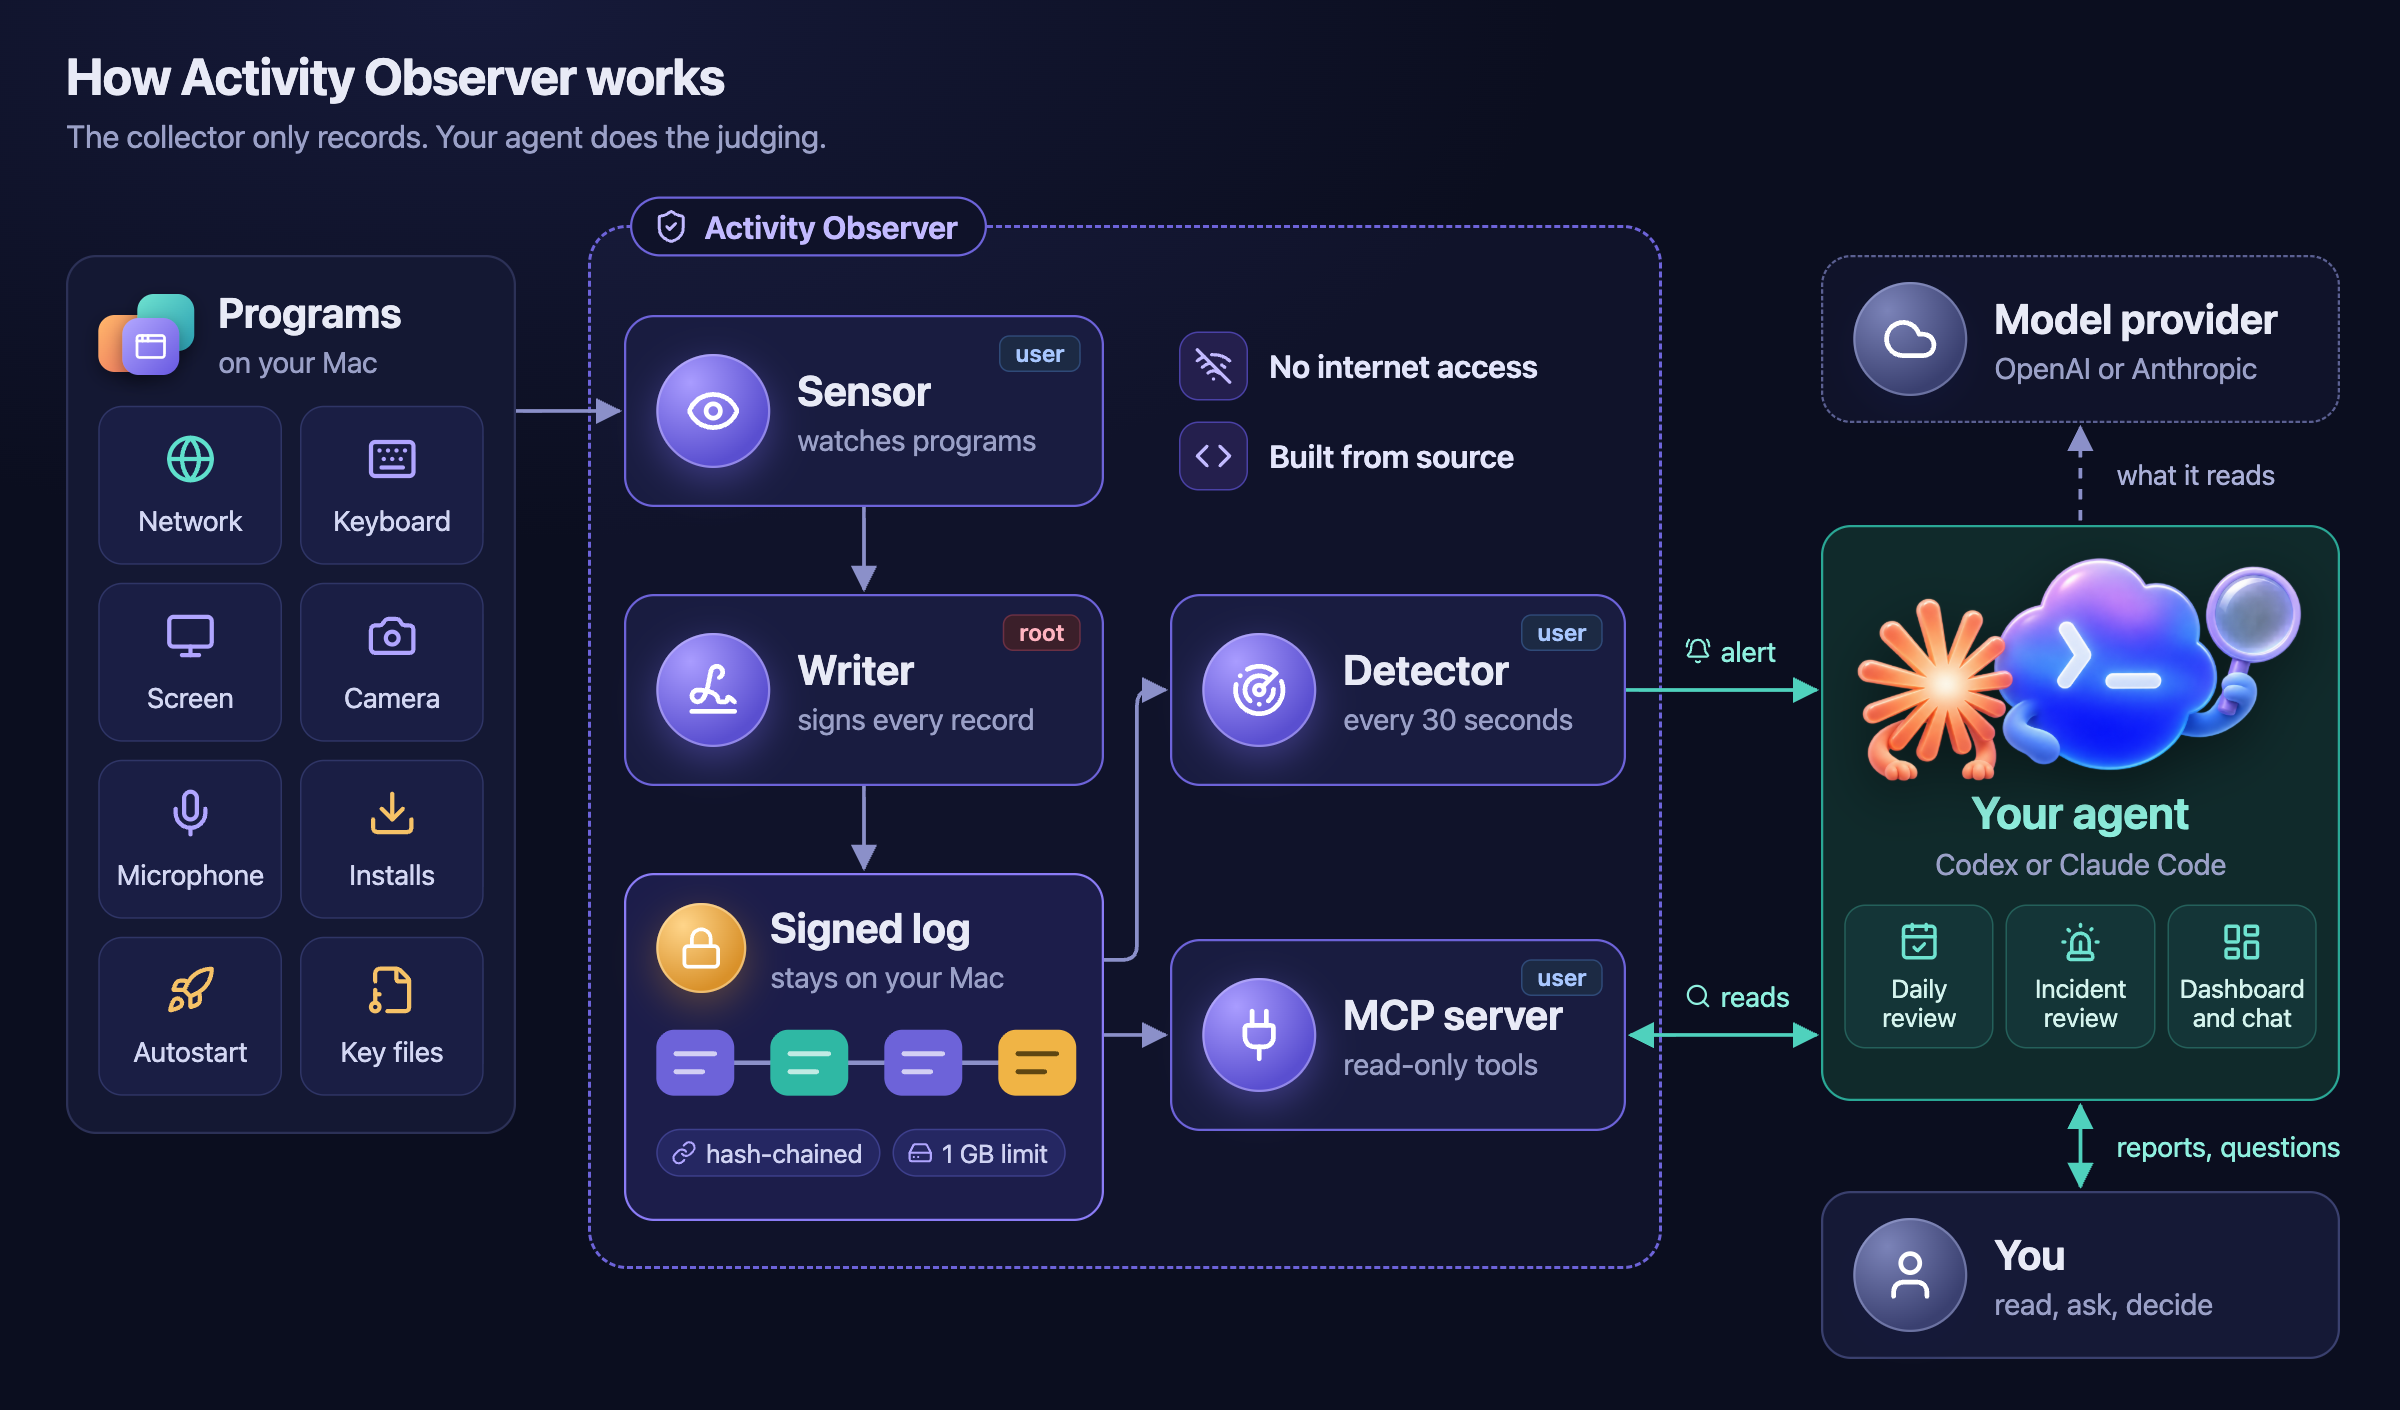 How Activity Observer works
The collector only records. Your agent does the judging.
Programs
on your Mac
Network
Keyboard
Screen
Camera
Microphone
Installs
Autostart
Key files
Activity Observer
user
Sensor
watches programs
No internet access
Built from source
root
Writer
signs every record
user
Detector
every 30 seconds
Signed log
stays on your Mac
hash-chained
1 GB limit
user
MCP server
read-only tools
alert
reads
Model provider
OpenAI or Anthropic
what it reads
Your agent
Codex or Claude Code
Daily
review
Incident
review
Dashboard
and chat
reports, questions
You
read, ask, decide